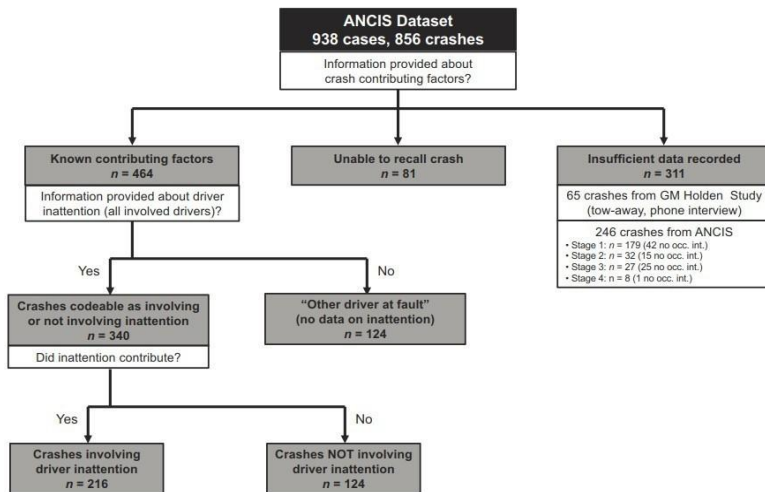 ANCIS Dataset
938 cases, 856 crashes
Information provided about
crash contributing factors?
Known contributing factors
n = 464
Information provided about driver
inattention (all involved drivers)?
Unable to recall crash
n = 81
Insufficient data recorded
n = 311
65 crashes from GM Holden Study
(tow-away, phone interview)
246 crashes from ANCIS
• Stage 1: n = 179 (42 no occ. int.)
• Stage 2: n = 32 (15 no occ. int.)
• Stage 3: n = 27 (25 no occ. int.)
• Stage 4: n = 8 (1 no occ. int.)
Yes
No
Crashes codeable as involving
or not involving inattention
n = 340
Did inattention contribute?
“Other driver at fault”
(no data on inattention)
n = 124
Yes
No
Crashes involving
driver inattention
n = 216
Crashes NOT involving
driver inattention
n = 124